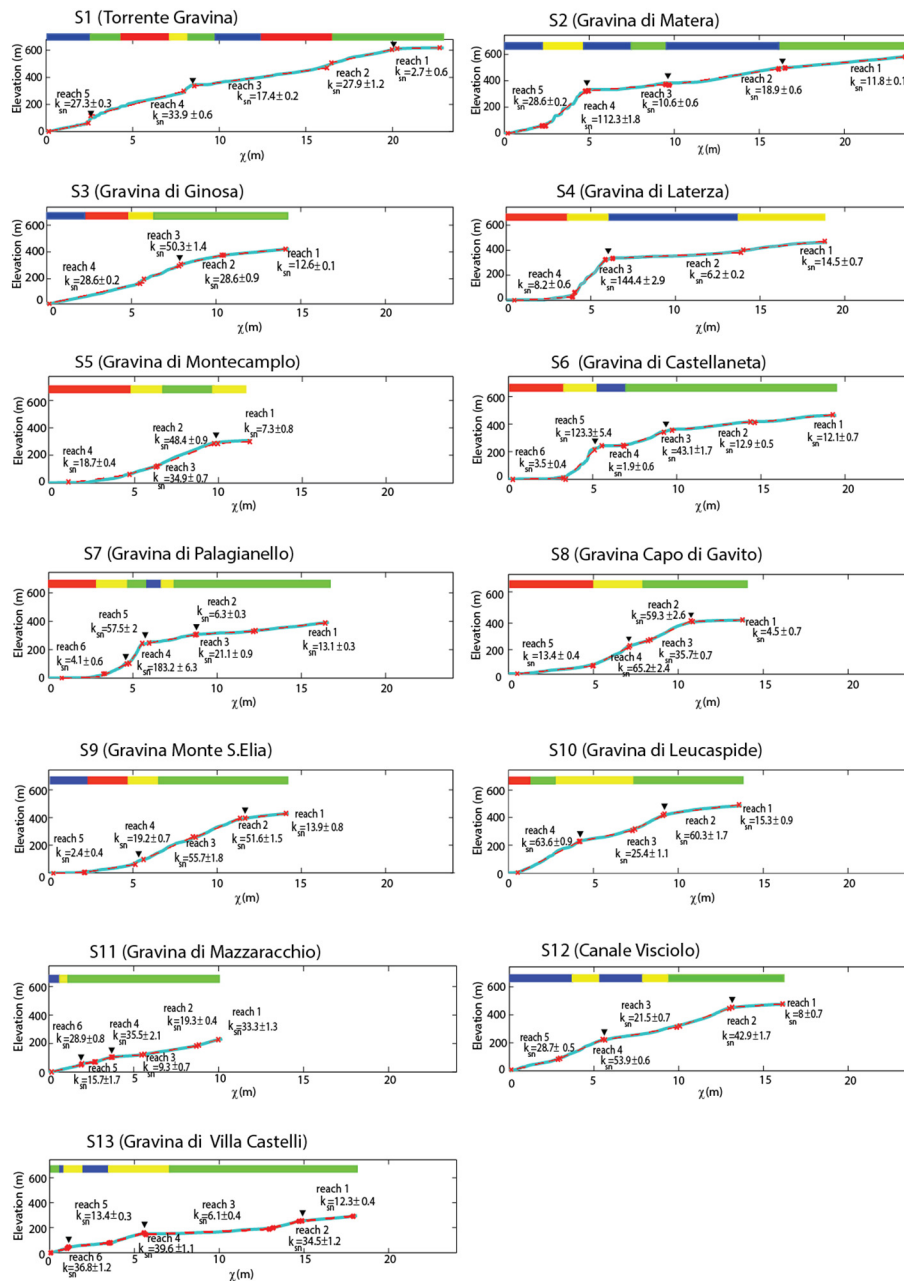 S1 (Torrente Gravina)
Elevation (m)
600
400
200
0
reach 5
ksn=27.3±0.3
reach 4
ksn=33.9 ±0.6
reach 3
ksn=17.4±0.2
reach 2
ksn=27.9±1.2
reach 1
ksn=2.7±0.6
0 5 10 15 20
χ(m)
S2 (Gravina di Matera)
Elevation (m)
600
400
200
0
reach 5
ksn=28.6±0.2
reach 4
ksn=112.3±1.8
reach 3
ksn=10.6±0.6
reach 2
ksn=18.9±0.6
reach 1
ksn=11.8±0.1
0 5 10 15 20
χ(m)
S3 (Gravina di Ginosa)
Elevation (m)
600
400
200
0
reach 4
ksn=28.6±0.2
reach 3
ksn=50.3±1.4
reach 2
ksn=28.6±0.9
reach 1
ksn=12.6±0.1
0 5 10 15 20
χ(m)
S4 (Gravina di Laterza)
Elevation (m)
600
400
200
0
reach 4
ksn=8.2±0.6
reach 3
ksn=144.4±2.9
reach 2
ksn=6.2±0.2
reach 1
ksn=14.5±0.7
0 5 10 15 20
χ(m)
S5 (Gravina di Montecamplo)
Elevation (m)
600
400
200
0
reach 4
ksn=18.7±0.4
reach 2
ksn=48.4±0.9
reach 3
ksn=34.9±0.7
reach 1
ksn=7.3±0.8
0 5 10 15 20
χ(m)
S6 (Gravina di Castellaneta)
Elevation (m)
600
400
200
0
reach 6
ksn=3.5±0.4
reach 5
ksn=123.3±5.4
reach 4
ksn=1.9±0.6
reach 3
ksn=43.1±1.7
reach 2
ksn=12.9±0.5
reach 1
ksn=12.1±0.7
0 5 10 15 20
χ(m)
S7 (Gravina di Palagianello)
Elevation (m)
600
400
200
0
reach 6
ksn=4.1±0.6
reach 5
ksn=57.5±2
reach 4
ksn=183.2±6.3
reach 2
ksn=6.3±0.3
reach 3
ksn=21.1±0.9
reach 1
ksn=13.1±0.3
0 5 10 15 20
χ(m)
S8 (Gravina Capo di Gavito)
Elevation (m)
600
400
200
0
reach 5
ksn=13.4±0.4
reach 4
ksn=65.2±2.4
reach 2
ksn=59.3±2.6
reach 3
ksn=35.7±0.7
reach 1
ksn=4.5±0.7
0 5 10 15 20
χ(m)
S9 (Gravina Monte S.Elia)
Elevation (m)
600
400
200
0
reach 5
ksn=2.4±0.4
reach 4
ksn=19.2±0.7
reach 3
ksn=55.7±1.8
reach 2
ksn=51.6±1.5
reach 1
ksn=13.9±0.8
0 5 10 15 20
χ(m)
S10 (Gravina di Leucaspide)
Elevation (m)
600
400
200
0
reach 4
ksn=63.6±0.9
reach 3
ksn=25.4±1.1
reach 2
ksn=60.3±1.7
reach 1
ksn=15.3±0.9
0 5 10 15 20
χ(m)
S11 (Gravina di Mazzaracchio)
Elevation (m)
600
400
200
0
reach 6
ksn=28.9±0.8
reach 5
ksn=15.7±1.7
reach 4
ksn=35.5±2.1
reach 3
ksn=9.3±0.7
reach 2
ksn=19.3±0.4
reach 1
ksn=33.3±1.3
0 5 10 15 20
χ(m)
S12 (Canale Visciolo)
Elevation (m)
600
400
200
0
reach 5
ksn=28.7± 0.5
reach 4
ksn=53.9±0.6
reach 3
ksn=21.5±0.7
reach 2
ksn=42.9±1.7
reach 1
ksn=8±0.7
0 5 10 15 20
χ(m)
S13 (Gravina di Villa Castelli)
Elevation (m)
600
400
200
0
reach 6
ksn=36.8±1.2
reach 5
ksn=13.4±0.3
reach 4
ksn=39.6±1.1
reach 3
ksn=6.1±0.4
reach 2
ksn=34.5±1.2
reach 1
ksn=12.3±0.4
0 5 10 15 20
χ(m)